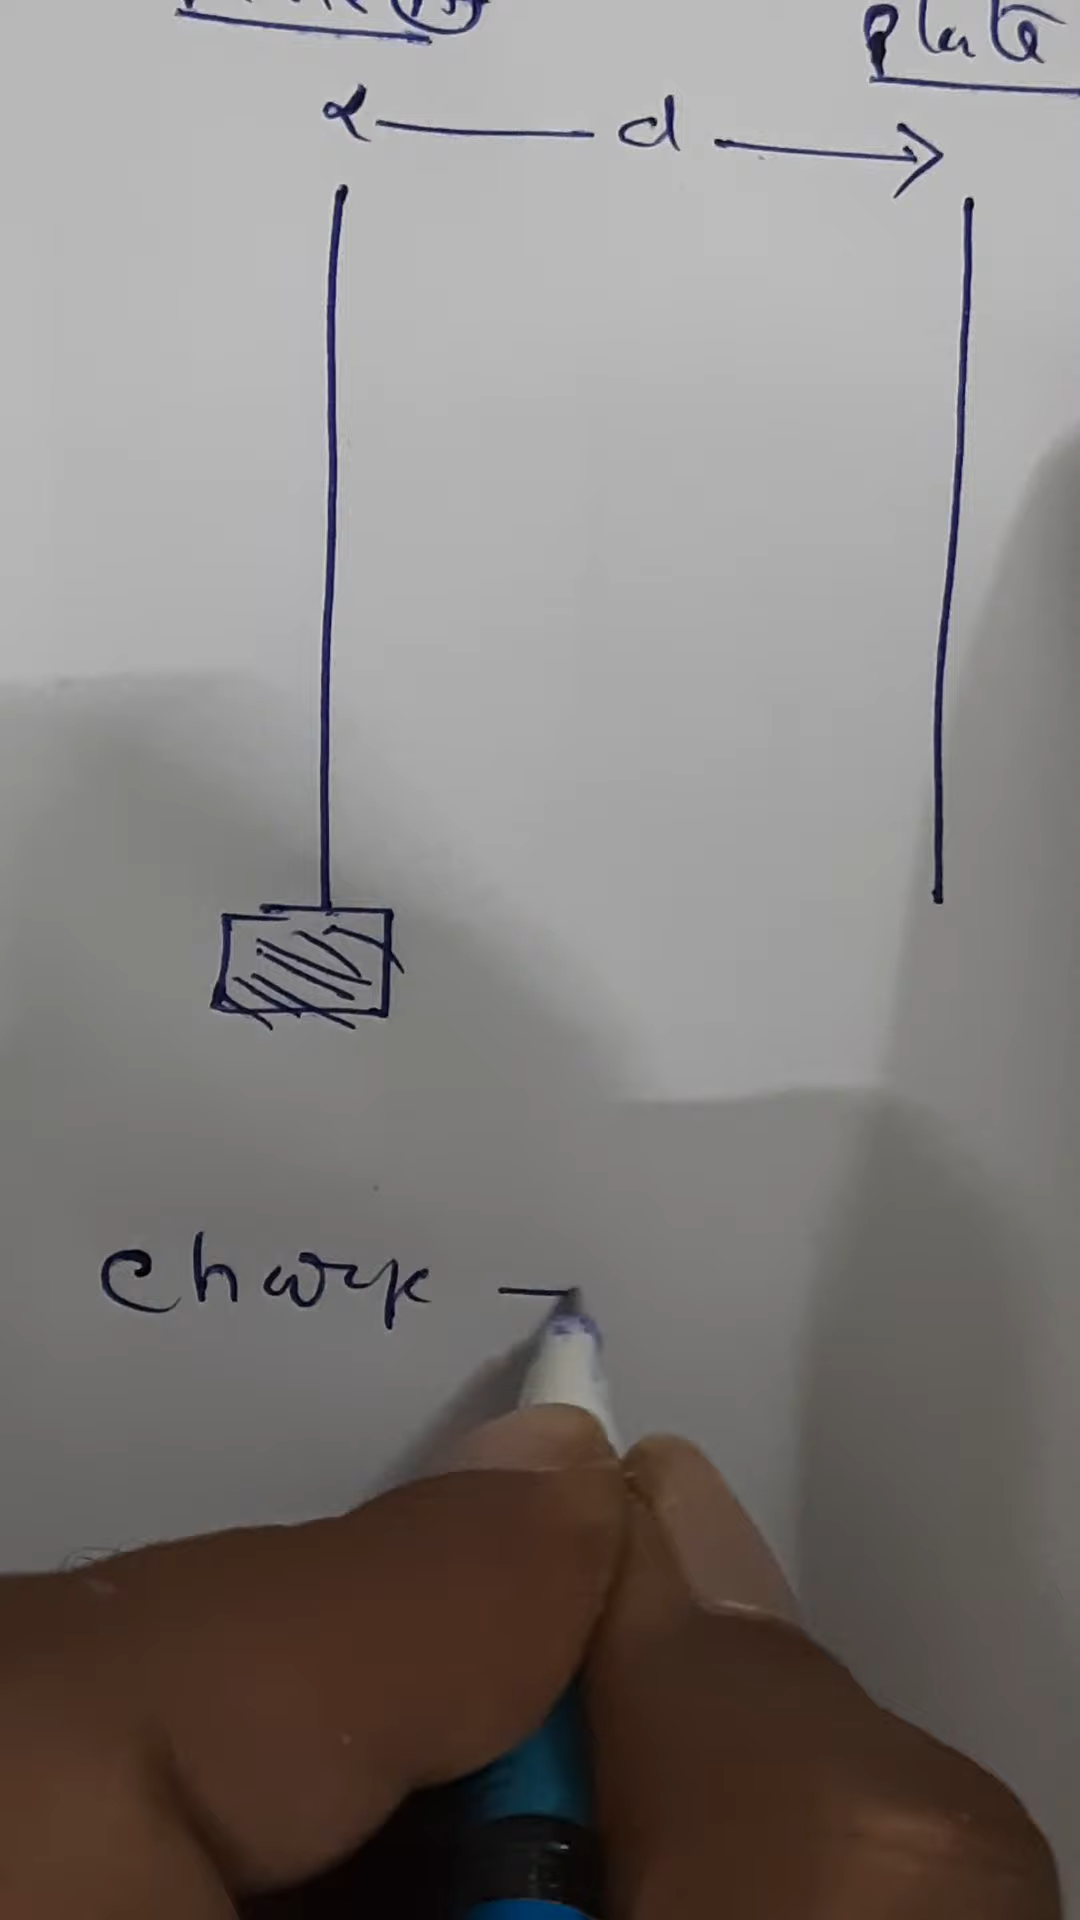 plate
d
charge —